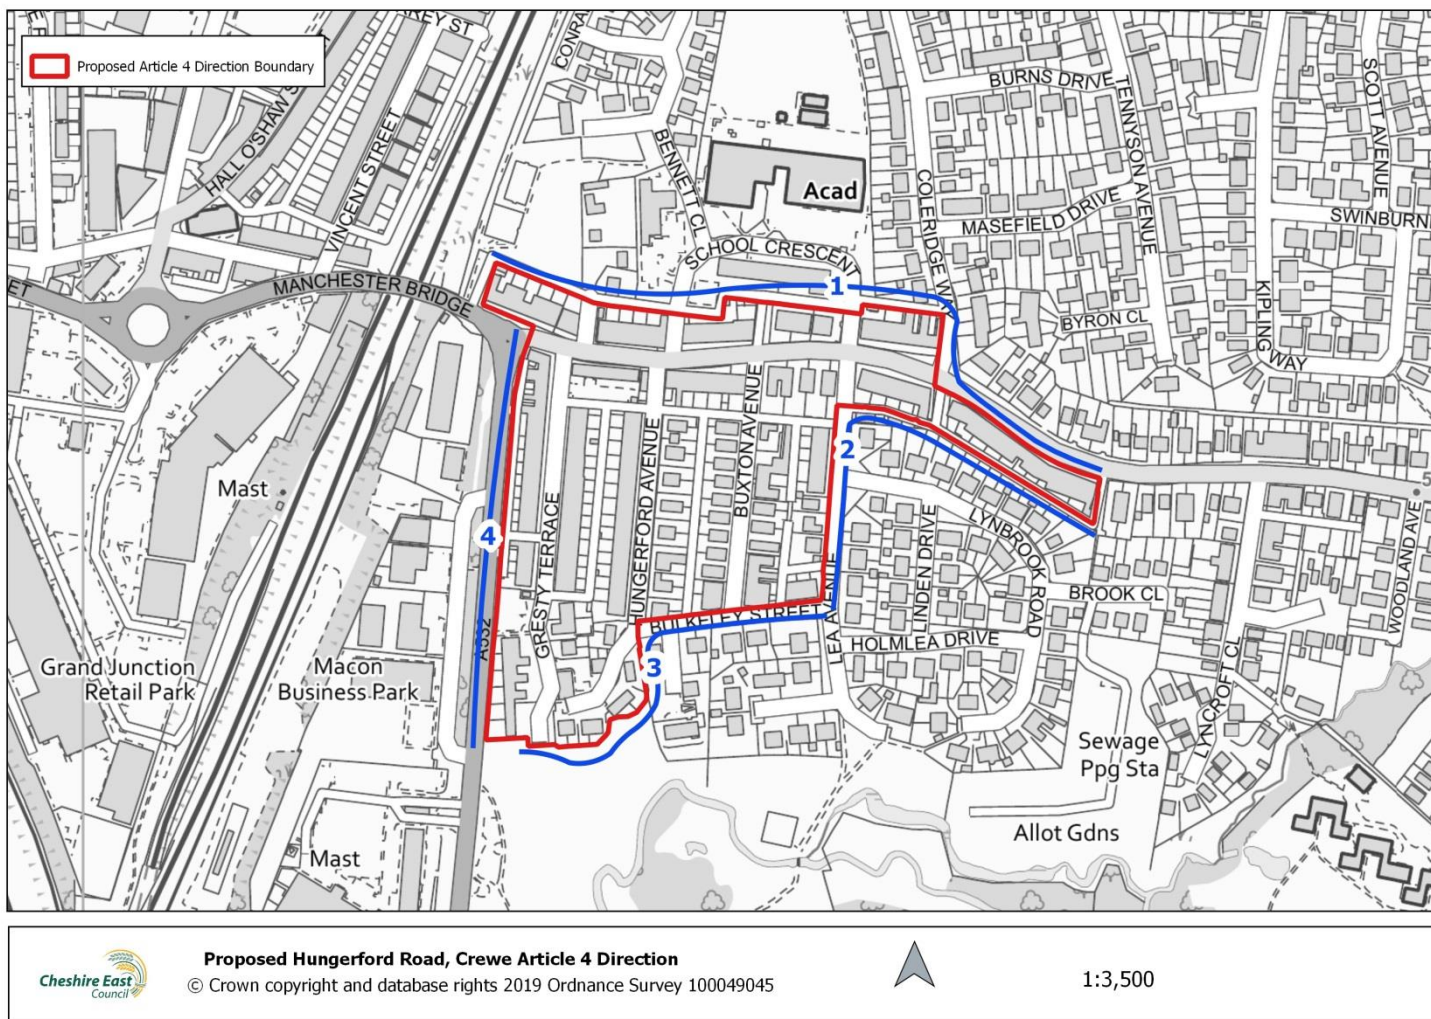 Proposed Article 4 Direction Boundary
HALL O'SHAW S
VINCENT STREET
MANCHESTER BRIDGE
ET
BENNETT CL
SCHOOL CRESCENT
Acad
COLERIDGE WAY
BURNS DRIVE
TENNYSON AVENUE
MASEFIELD DRIVE
BYRON CL
KIPLING WAY
SCOTT AVENUE
SWINBURN
1
2
3
4
Mast
A532
GRESTY TERRACE
HUNGERFORD AVENUE
BUXTON AVENUE
BULKELEY STREET
LEA AVENUE
LINDEN DRIVE
LYNBROOK ROAD
HOLMLEA DRIVE
BROOK CL
WOODLAND AVE
LYNCROFT CL
5
Grand Junction
Retail Park
Macon
Business Park
Sewage
Ppg Sta
Allot Gdns
Mast
Cheshire East
Council
Proposed Hungerford Road, Crewe Article 4 Direction
© Crown copyright and database rights 2019 Ordnance Survey 100049045
1:3,500